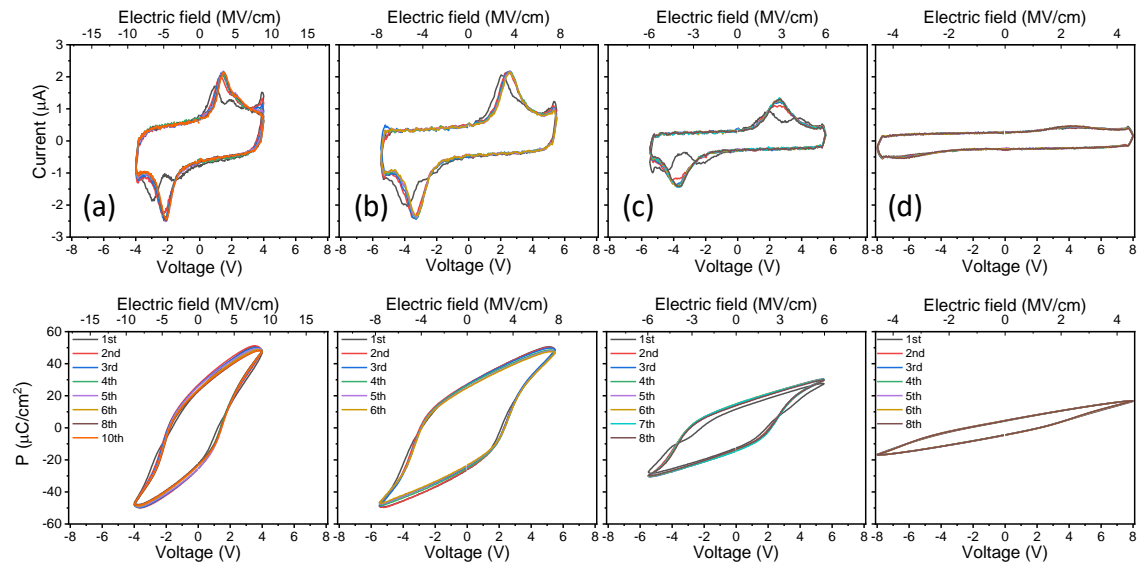 Electric field (MV/cm) Electric field (MV/cm) Electric field (MV/cm) Electric field (MV/cm)
-15 -10 -5 0 5 10 15 -8 -4 0 4 8 -6 -3 0 3 6 -4 -2 0 2 4
3
2
1
0
-1
-2
-3
Current (µA)
(a) (b) (c) (d)
-8 -6 -4 -2 0 2 4 6 8 -8 -6 -4 -2 0 2 4 6 8 -8 -6 -4 -2 0 2 4 6 8 -8 -6 -4 -2 0 2 4 6 8
Voltage (V) Voltage (V) Voltage (V) Voltage (V)
Electric field (MV/cm) Electric field (MV/cm) Electric field (MV/cm) Electric field (MV/cm)
-15 -10 -5 0 5 10 15 -8 -4 0 4 8 -6 -3 0 3 6 -4 -2 0 2 4
60
40
20
0
-20
-40
-60
P (µC/cm²)
1st
2nd
3rd
4th
5th
6th
8th
10th
1st
2nd
3rd
4th
5th
6th
1st
2nd
3rd
4th
5th
6th
7th
8th
1st
2nd
3rd
4th
5th
6th
8th
-8 -6 -4 -2 0 2 4 6 8 -8 -6 -4 -2 0 2 4 6 8 -8 -6 -4 -2 0 2 4 6 8 -8 -6 -4 -2 0 2 4 6 8
Voltage (V) Voltage (V) Voltage (V) Voltage (V)